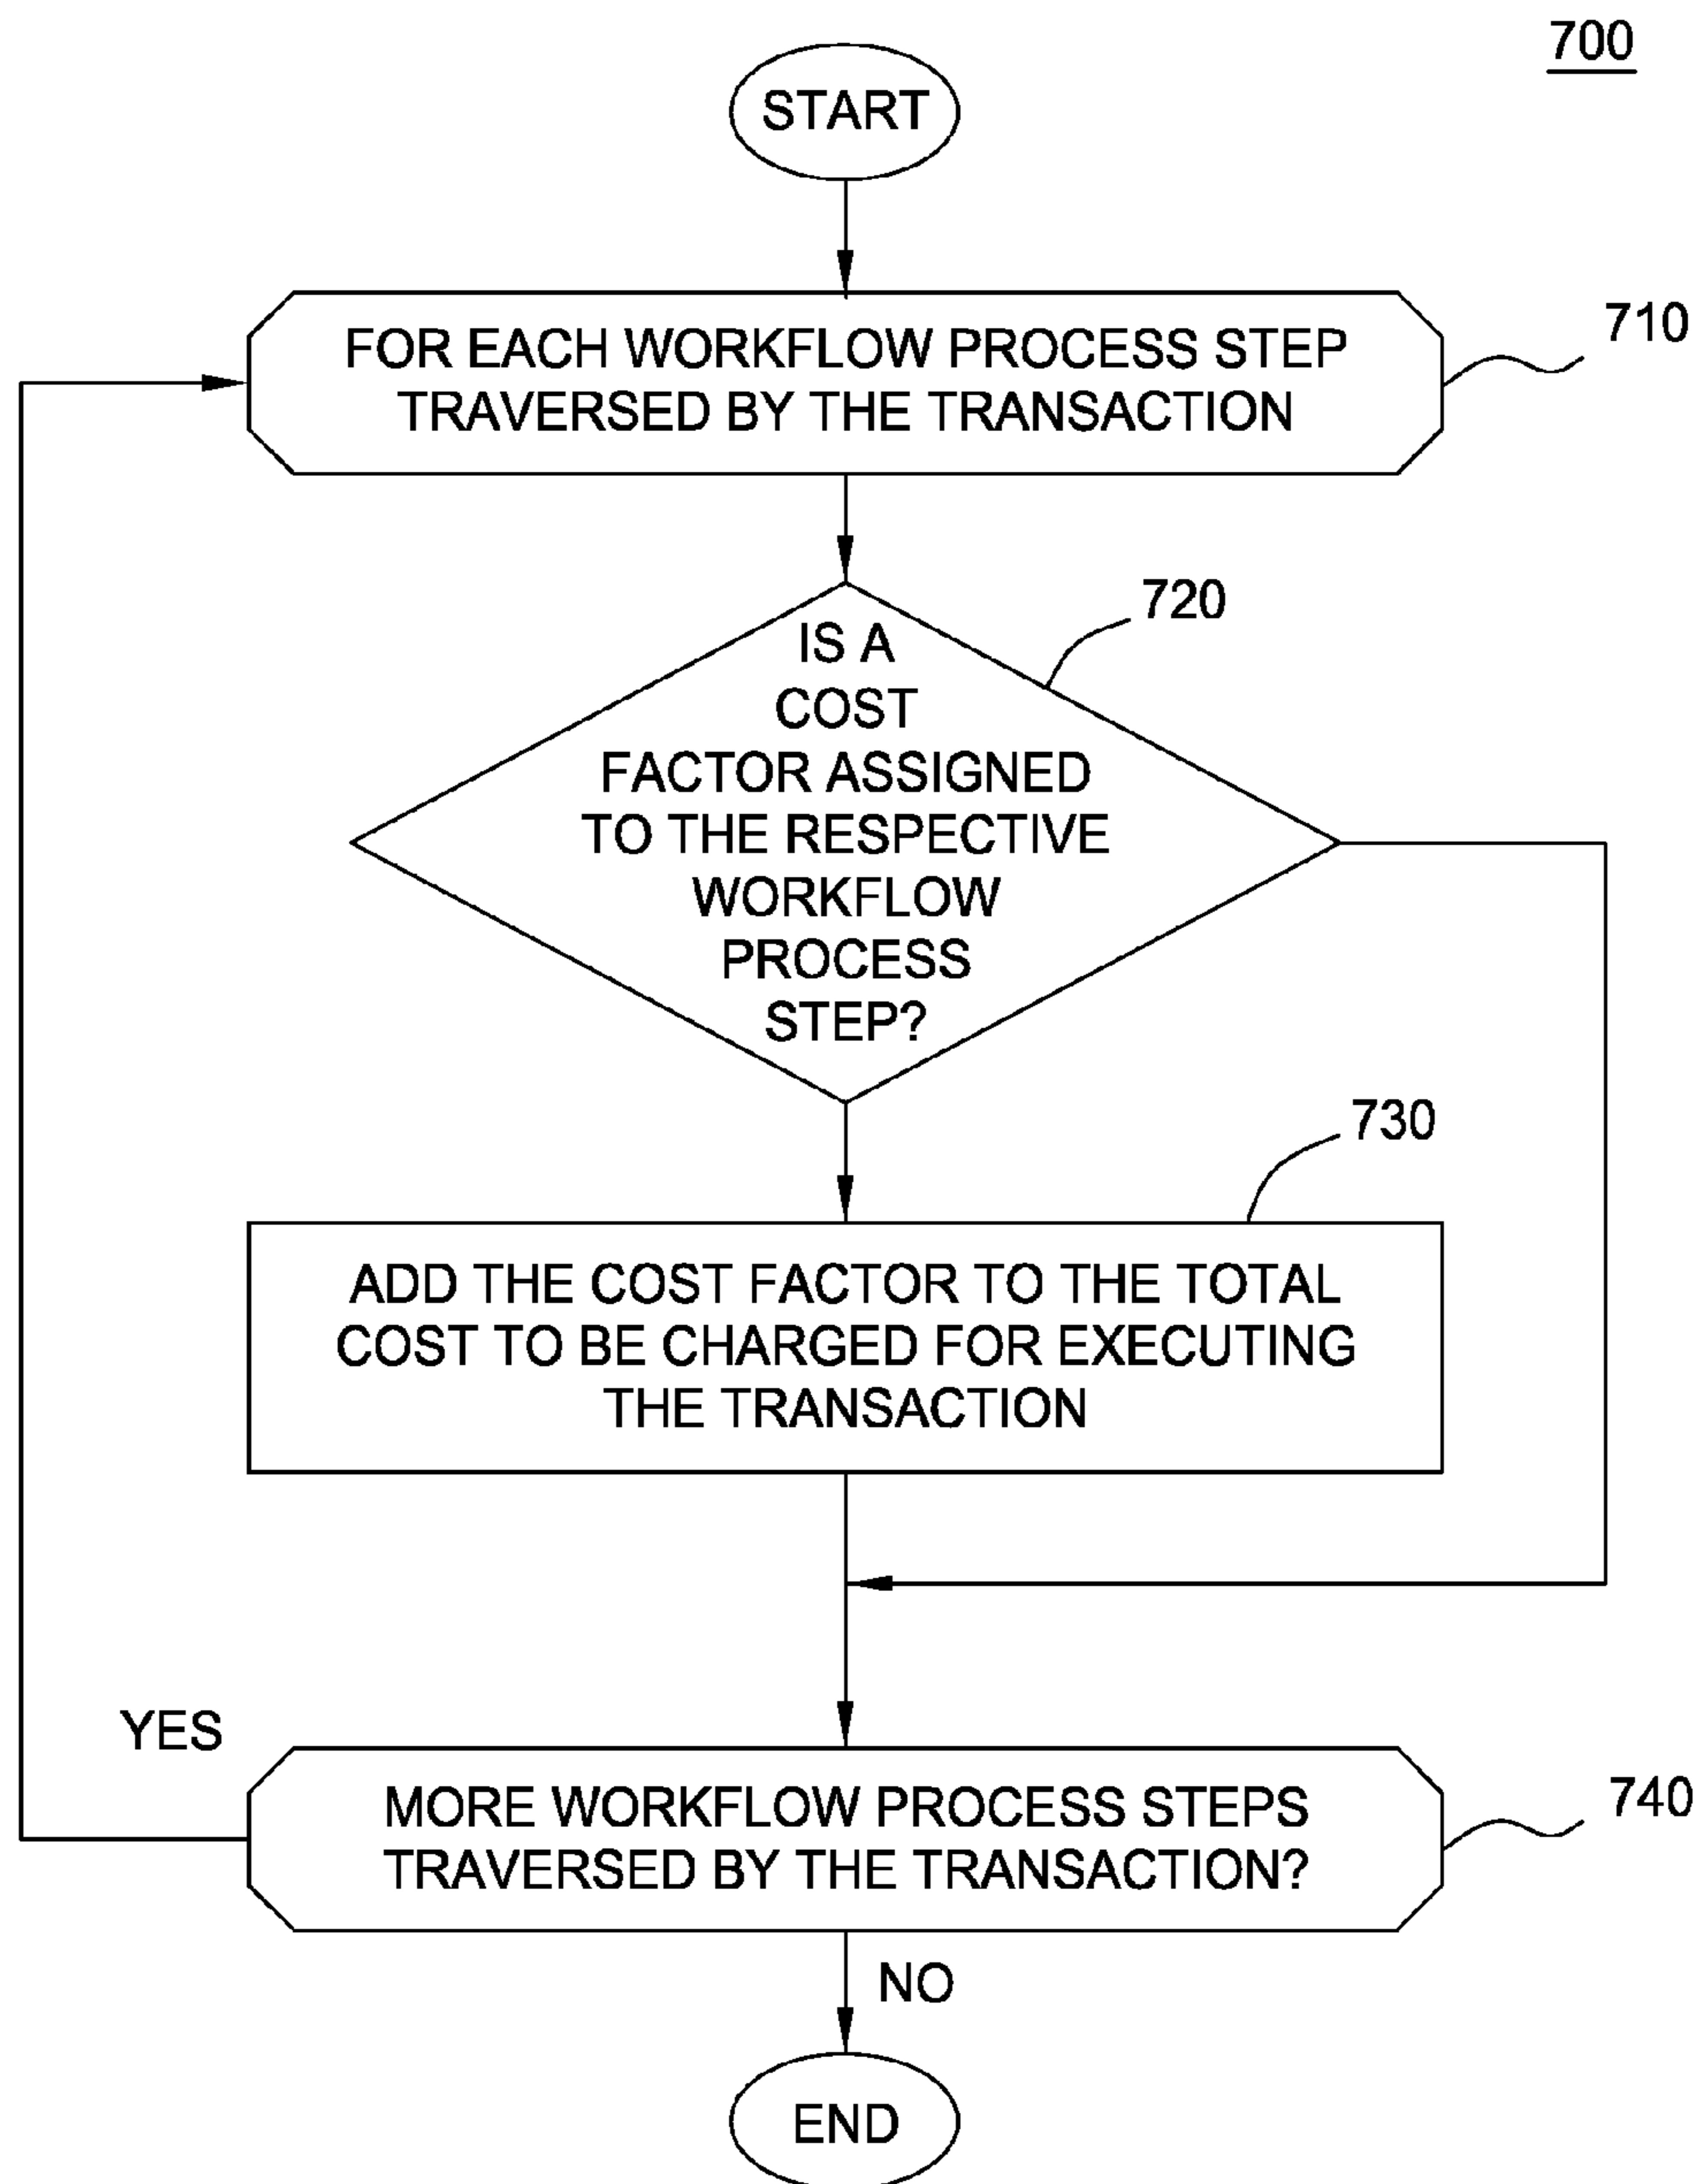 700
START
FOR EACH WORKFLOW PROCESS STEP
TRAVERSED BY THE TRANSACTION
710
720
IS A
COST
FACTOR ASSIGNED
TO THE RESPECTIVE
WORKFLOW
PROCESS
STEP?
730
ADD THE COST FACTOR TO THE TOTAL
COST TO BE CHARGED FOR EXECUTING
THE TRANSACTION
YES
MORE WORKFLOW PROCESS STEPS
TRAVERSED BY THE TRANSACTION?
740
NO
END